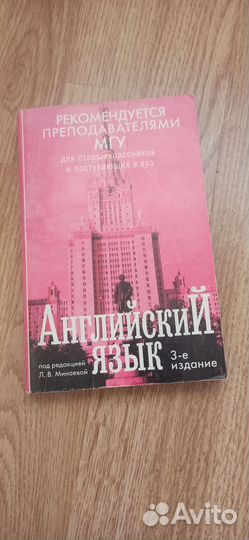 РЕКОМЕНДУЕТСЯ
ПРЕПОДАВАТЕЛЯМИ
МГУ
для старшеклассников
и поступающих в вуз
АНГЛИЙСКИЙ
ЯЗЫК
под редакцией
Л. В. Минаевой
3-е
издание
Avito